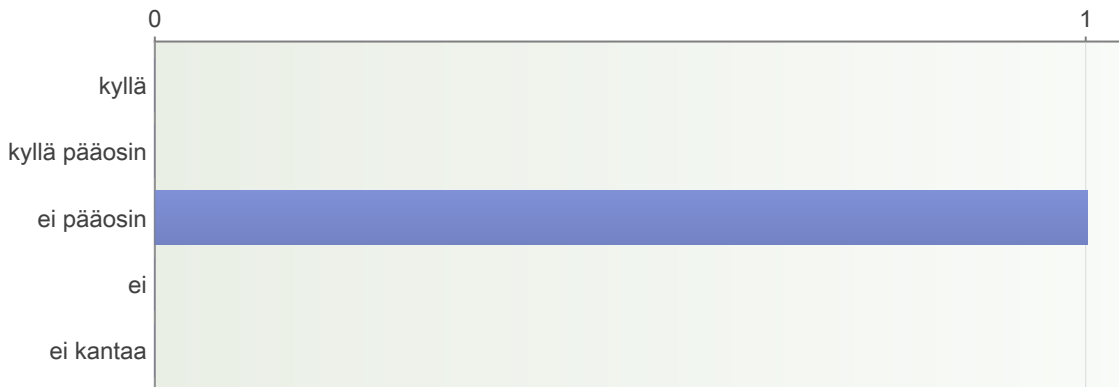 0 1
kyllä
kyllä pääosin
ei pääosin
ei
ei kantaa